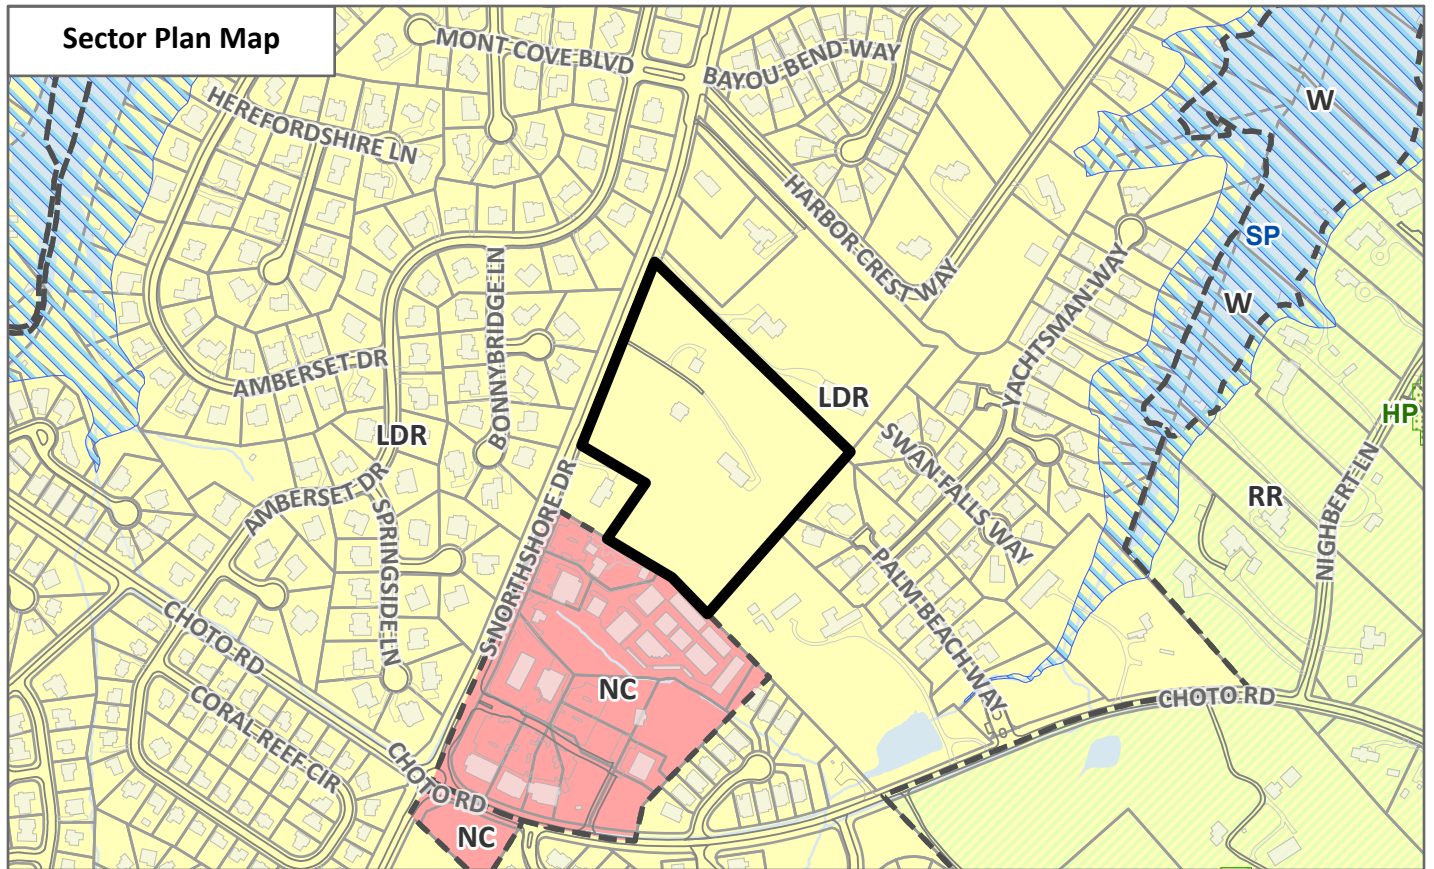 Sector Plan Map
MONT COVE BLVD
BAYOU BEND WAY
HEREFORDSHIRE LN
W
HARBOR CREST WAY
SP
W
YACHTSMAN WAY
BONNYBRIDGE LN
AMBERSET DR
LDR
LDR
HP
SWAN FALLS WAY
AMBERSET DR
RR
NIGHBERT LN
SPRINGSIDE LN
S NORTHSHORE DR
PALM BEACH WAY
CHOTO RD
NC
CHOTO RD
CORAL REEF CIR
CHOTO RD
NC